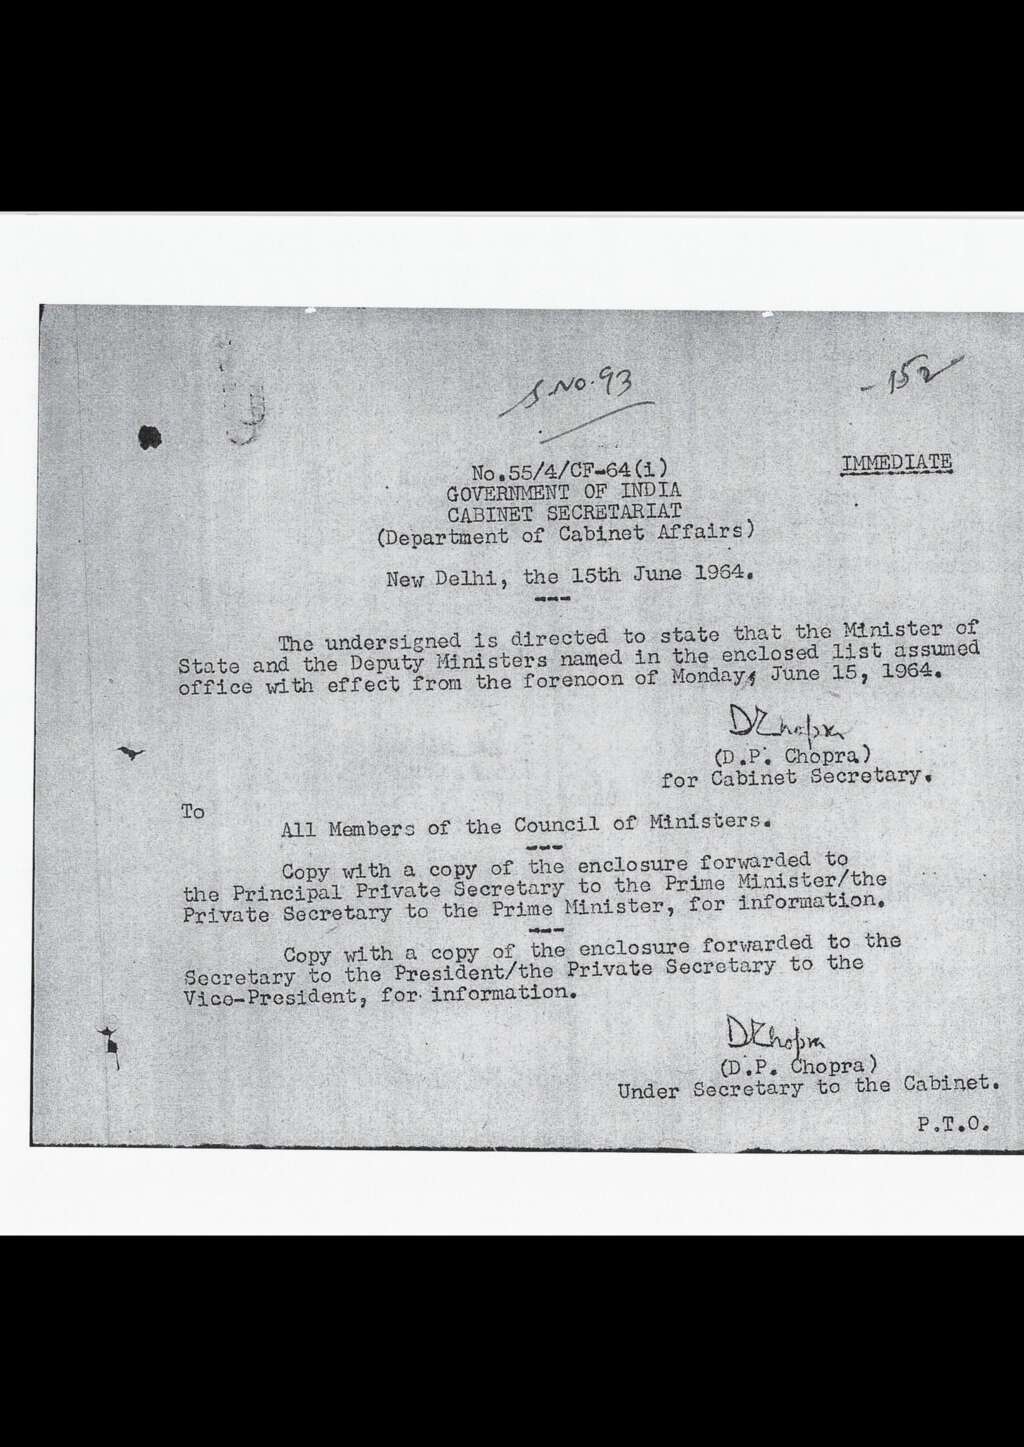 S.No.93
-152
No.55/4/CF-64(i)
IMMEDIATE
GOVERNMENT OF INDIA
CABINET SECRETARIAT
(Department of Cabinet Affairs)
New Delhi, the 15th June 1964.
---
The undersigned is directed to state that the Minister of
State and the Deputy Ministers named in the enclosed list assumed
office with effect from the forenoon of Monday, June 15, 1964.
DPChopra
(D.P. Chopra)
for Cabinet Secretary.
To
All Members of the Council of Ministers.
---
Copy with a copy of the enclosure forwarded to
the Principal Private Secretary to the Prime Minister/the
Private Secretary to the Prime Minister, for information.
---
Copy with a copy of the enclosure forwarded to the
Secretary to the President/the Private Secretary to the
Vice-President, for information.
DPChopra
(D.P. Chopra)
Under Secretary to the Cabinet.
P.T.O.